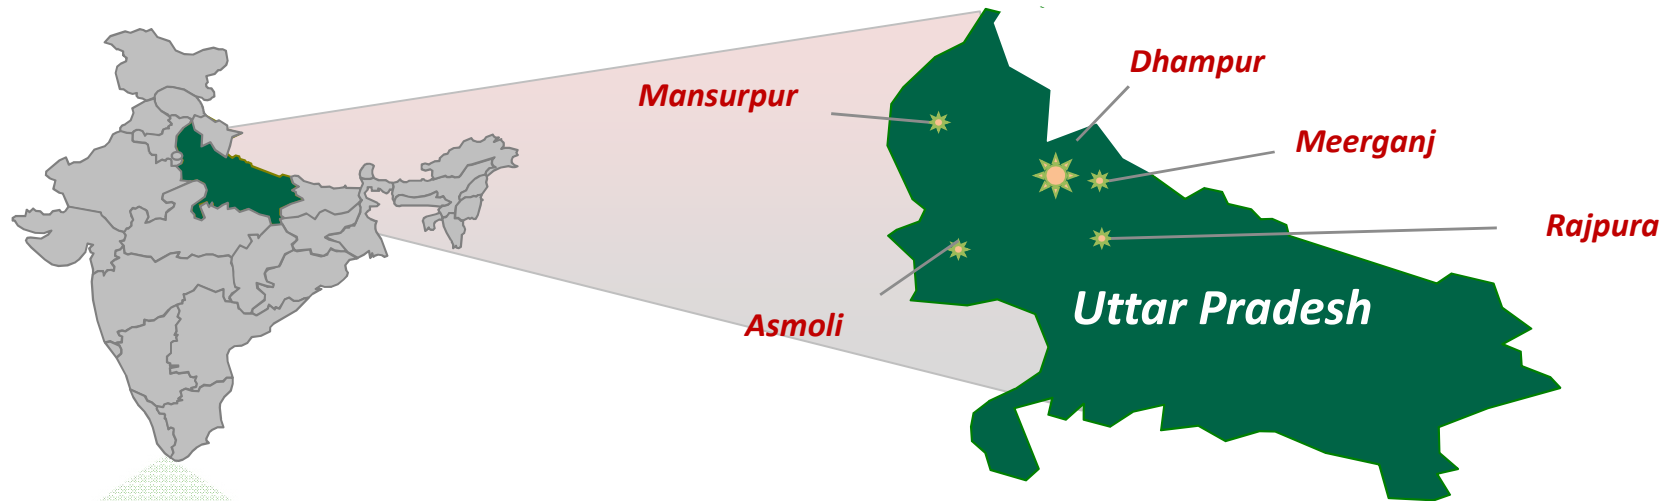 Dhampur
Mansurpur
Meerganj
Rajpura
Uttar Pradesh
Asmoli